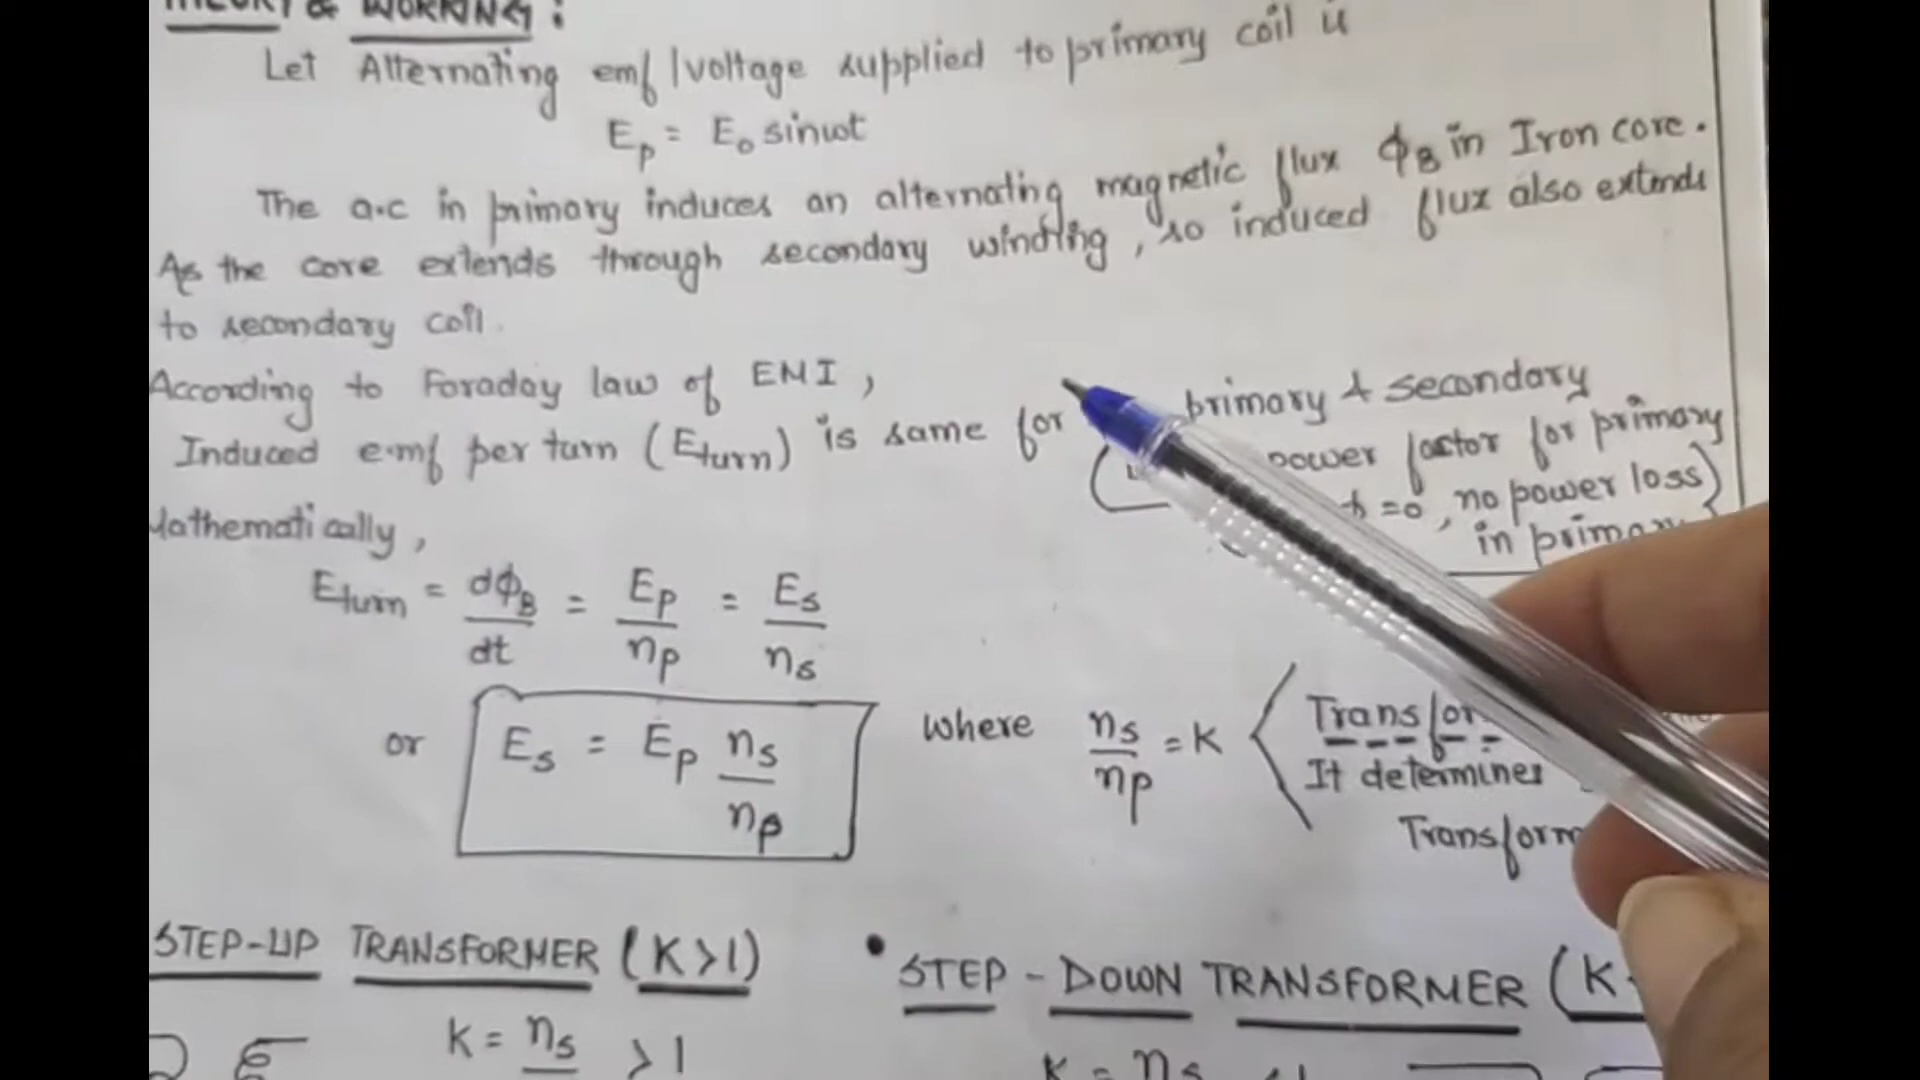 THEORY & WORKING :
Let Alternating emf/voltage supplied to primary coil is
Ep = E₀ sinωt
The a.c in primary induces an alternating magnetic flux ϕB in Iron core.
As the core extends through secondary winding, so induced flux also extends
to secondary coil.
According to Faraday law of EMI,
Induced e.mf per turn (Eturn) is same for primary & secondary
( power factor for primary
=0, no power loss)
in
Mathematically,
Eturn = dϕB/dt = Ep/np = Es/ns
or Es = Ep ns/np where ns/np = K <
It determines
STEP-UP TRANSFORMER (K>1)
• STEP-DOWN TRANSFORMER (K
K = ns > 1
K = ns